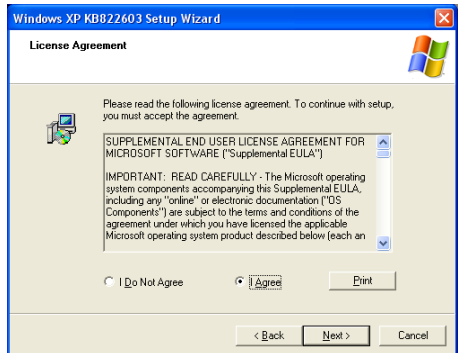 Windows XP KB822603 Setup Wizard
License Agreement
Please read the following license agreement. To continue with setup,
you must accept the agreement.
SUPPLEMENTAL END USER LICENSE AGREEMENT FOR
MICROSOFT SOFTWARE ("Supplemental EULA")
IMPORTANT: READ CAREFULLY - The Microsoft operating
system components accompanying this Supplemental EULA,
including any "online" or electronic documentation ("OS
Components") are subject to the terms and conditions of the
agreement under which you have licensed the applicable
Microsoft operating system product described below (each an
I Do Not Agree
I Agree
Print
< Back
Next >
Cancel